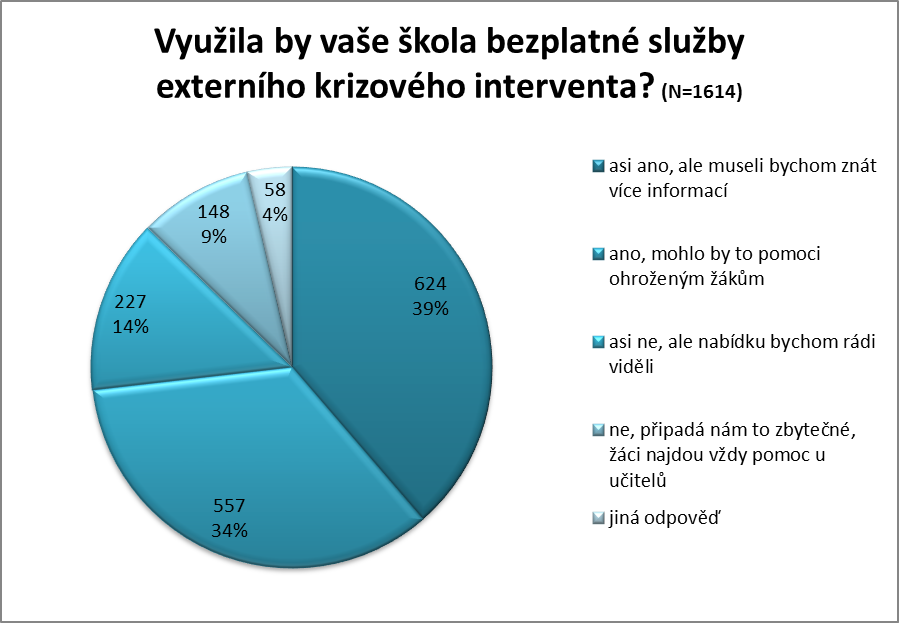 Využila by vaše škola bezplatné služby
externího krizového interventa? (N=1614)
asi ano, ale museli bychom znát
více informací
ano, mohlo by to pomoci
ohroženým žákům
asi ne, ale nabídku bychom rádi
viděli
ne, připadá nám to zbytečné,
žáci najdou vždy pomoc u
učitelů
jiná odpověď
58
4%
148
9%
227
14%
624
39%
557
34%